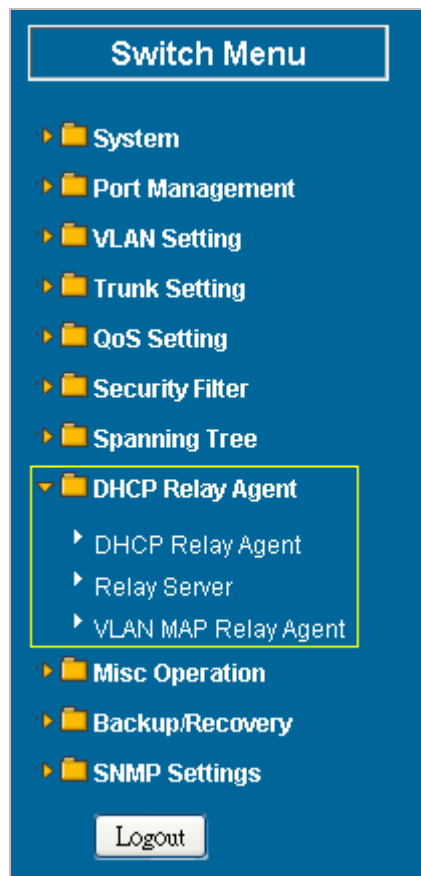 Switch Menu
System
Port Management
VLAN Setting
Trunk Setting
QoS Setting
Security Filter
Spanning Tree
DHCP Relay Agent
DHCP Relay Agent
Relay Server
VLAN MAP Relay Agent
Misc Operation
Backup/Recovery
SNMP Settings
Logout